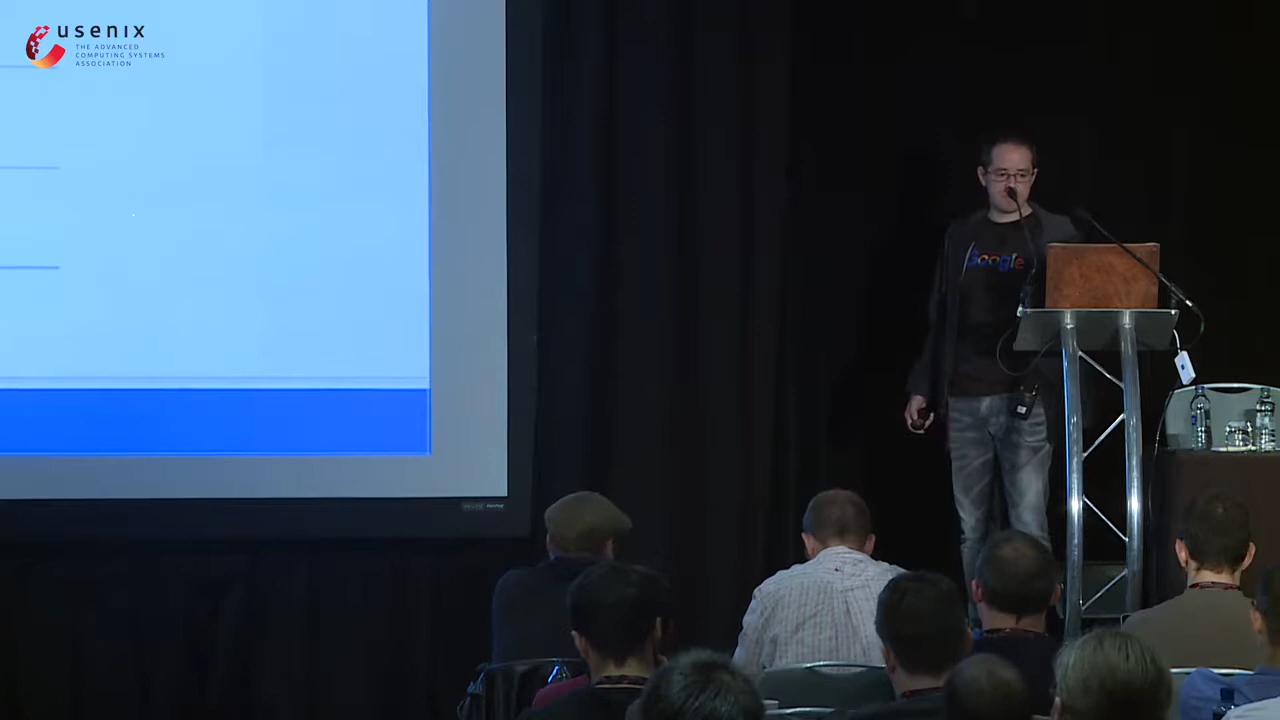 usenix
THE ADVANCED
COMPUTING SYSTEMS
ASSOCIATION
Google